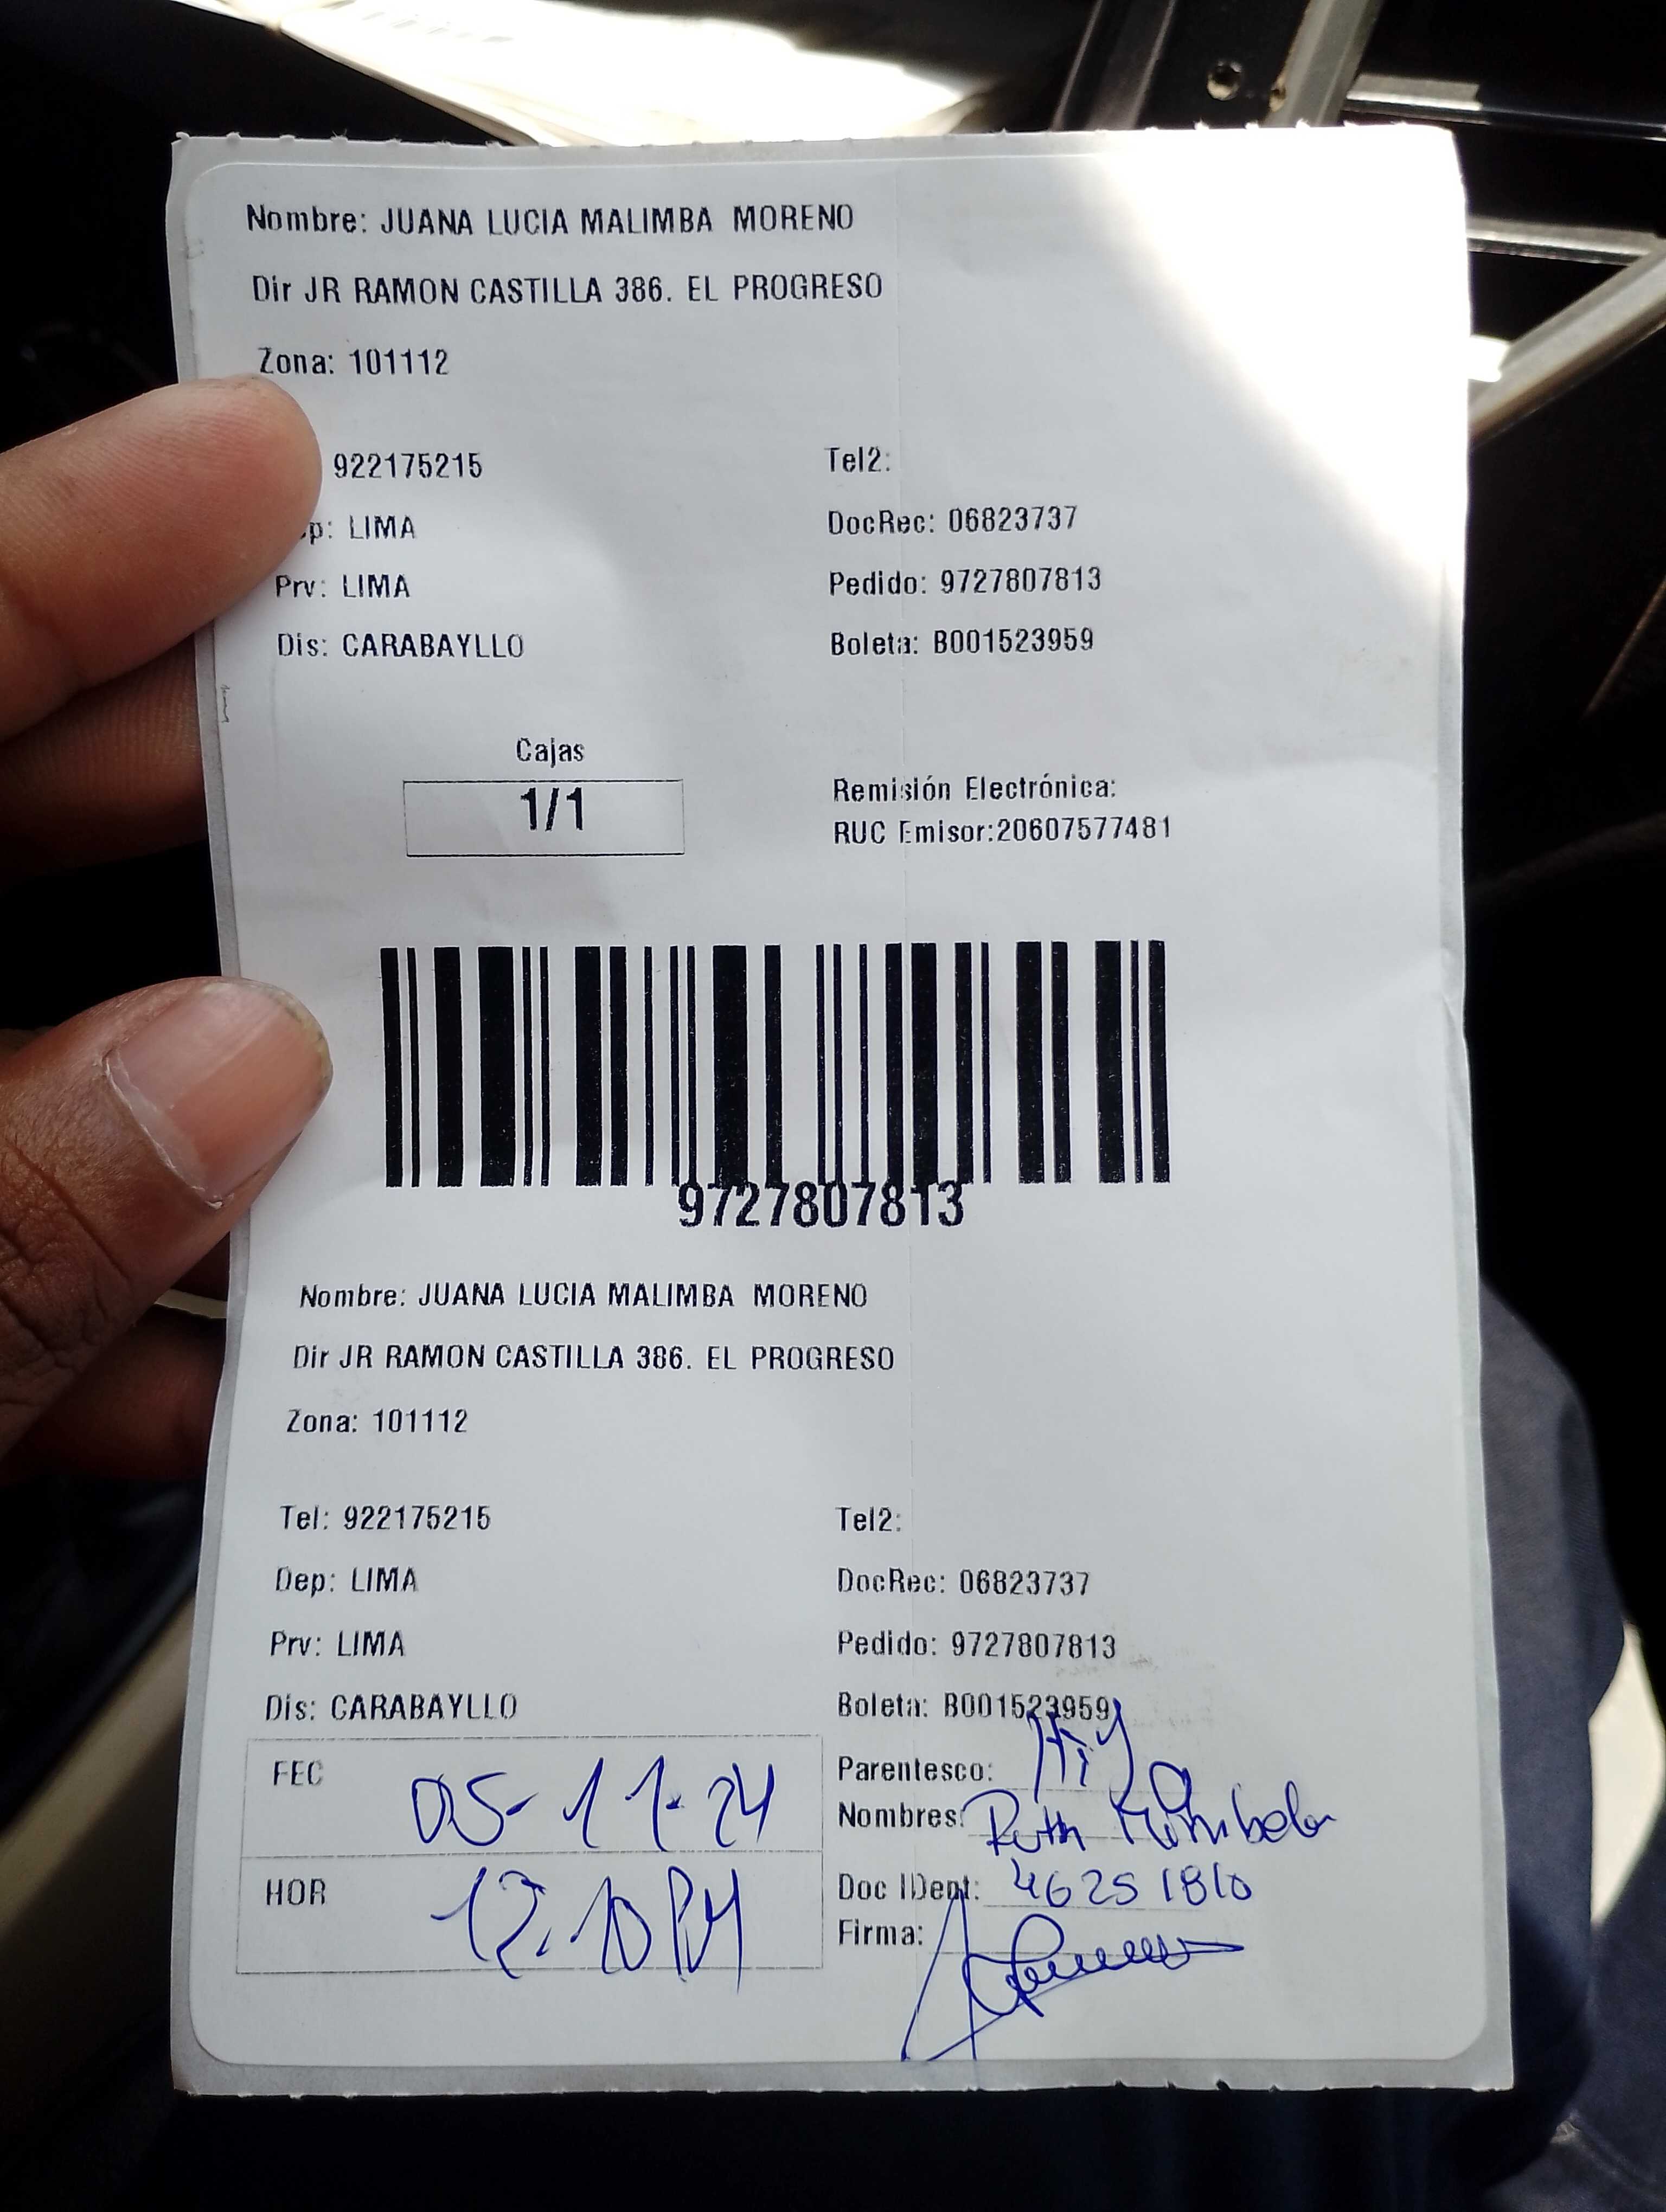 Nombre: JUANA LUCIA MALIMBA MORENO
Dir JR RAMON CASTILLA 386. EL PROGRESO
Zona: 101112
922175215 Tel2:
p: LIMA DocRec: 06823737
Prv: LIMA Pedido: 9727807813
Dis: CARABAYLLO Boleta: B001523959
Cajas
1/1
Remisión Electrónica:
RUC Emisor:20607577481
9727807813
Nombre: JUANA LUCIA MALIMBA MORENO
Dir JR RAMON CASTILLA 386. EL PROGRESO
Zona: 101112
Tel: 922175215 Tel2:
Dep: LIMA DocRec: 06823737
Prv: LIMA Pedido: 9727807813
Dis: CARABAYLLO Boleta: B001523959
FEC 05-11-24
Parentesco:
Nombres: Ruth
HOR 12:10 PM
Doc IDent: 46251810
Firma: